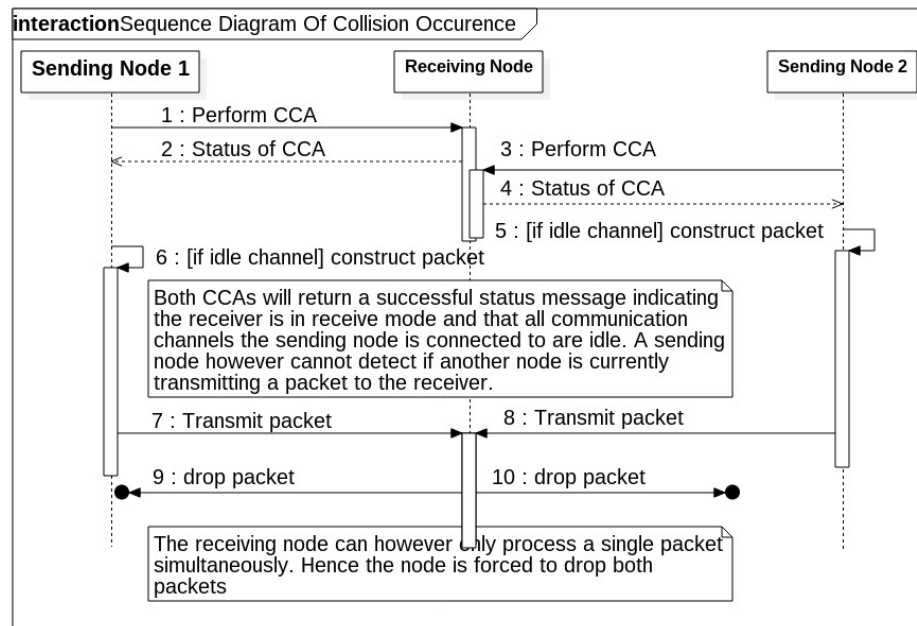 interactionSequence Diagram Of Collision Occurence
Sending Node 1
Receiving Node
Sending Node 2
1 : Perform CCA
2 : Status of CCA
3 : Perform CCA
4 : Status of CCA
5 : [if idle channel] construct packet
6 : [if idle channel] construct packet
Both CCAs will return a successful status message indicating
the receiver is in receive mode and that all communication
channels the sending node is connected to are idle. A sending
node however cannot detect if another node is currently
transmitting a packet to the receiver.
7 : Transmit packet
8 : Transmit packet
9 : drop packet
10 : drop packet
The receiving node can however only process a single packet
simultaneously. Hence the node is forced to drop both
packets